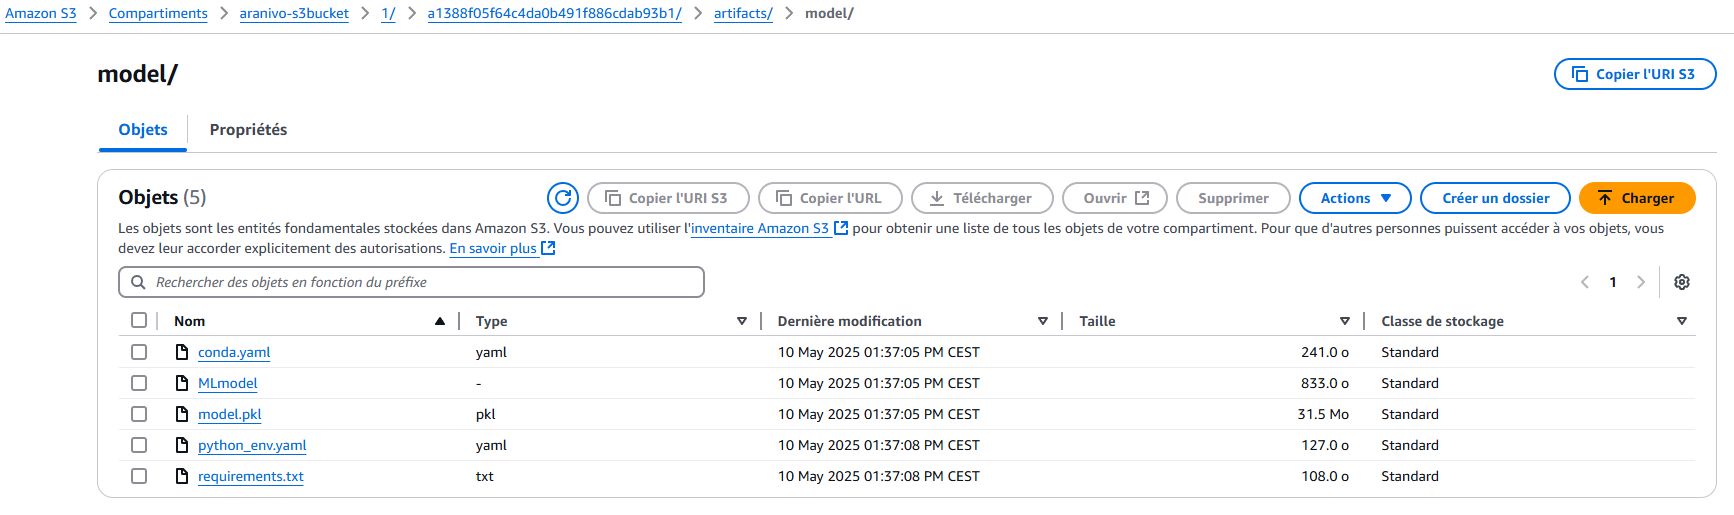 Amazon S3 > Compartiments > aranivo-s3bucket > 1/ > a1388f05f64c4da0b491f886cdab93b1/ > artifacts/ > model/
model/
Copier l'URI S3
Objets Propriétés
Objets (5)
Copier l'URI S3 Copier l'URL Télécharger Ouvrir Supprimer Actions Créer un dossier Charger
Les objets sont les entités fondamentales stockées dans Amazon S3. Vous pouvez utiliser l'inventaire Amazon S3 pour obtenir une liste de tous les objets de votre compartiment. Pour que d'autres personnes puissent accéder à vos objets, vous
devez leur accorder explicitement des autorisations. En savoir plus
Rechercher des objets en fonction du préfixe
1
Nom Type Dernière modification Taille Classe de stockage
conda.yaml yaml 10 May 2025 01:37:05 PM CEST 241.0 o Standard
MLmodel - 10 May 2025 01:37:05 PM CEST 833.0 o Standard
model.pkl pkl 10 May 2025 01:37:05 PM CEST 31.5 Mo Standard
python_env.yaml yaml 10 May 2025 01:37:08 PM CEST 127.0 o Standard
requirements.txt txt 10 May 2025 01:37:08 PM CEST 108.0 o Standard